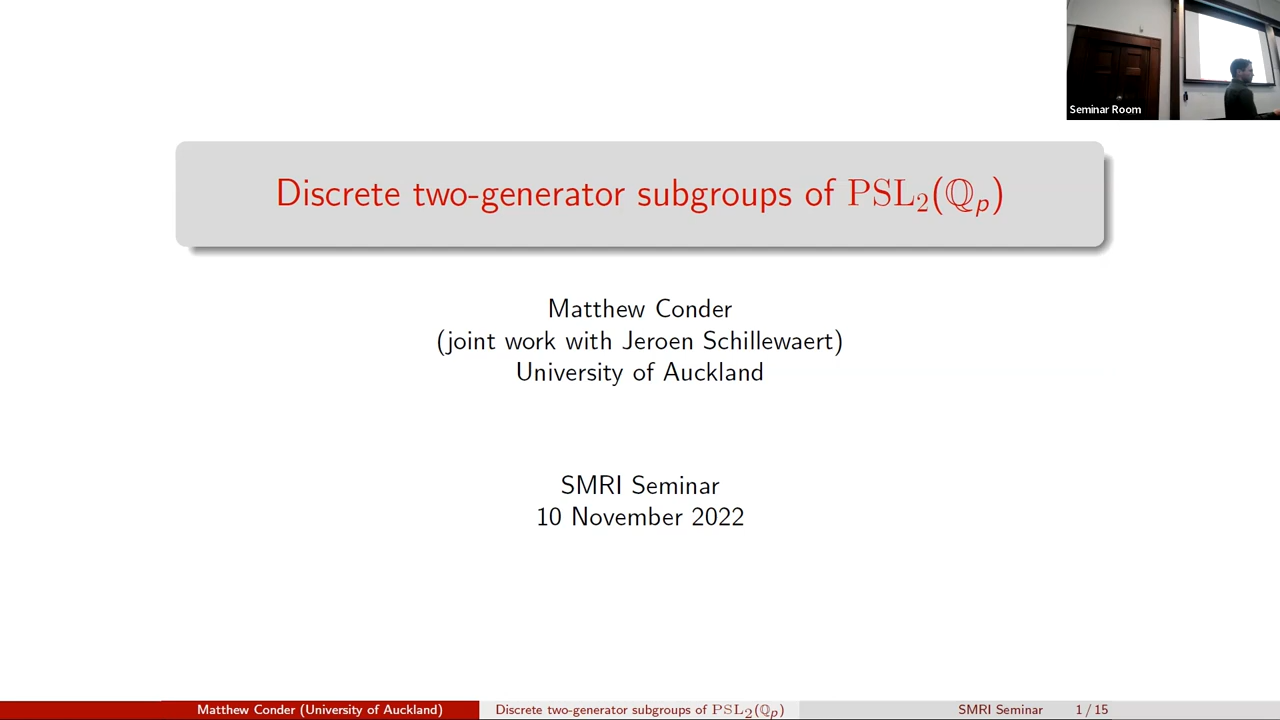 Seminar Room
Discrete two-generator subgroups of PSL₂(ℚₚ)
Matthew Conder
(joint work with Jeroen Schillewaert)
University of Auckland
SMRI Seminar
10 November 2022
Matthew Conder (University of Auckland)
Discrete two-generator subgroups of PSL₂(ℚₚ)
SMRI Seminar
1 / 15